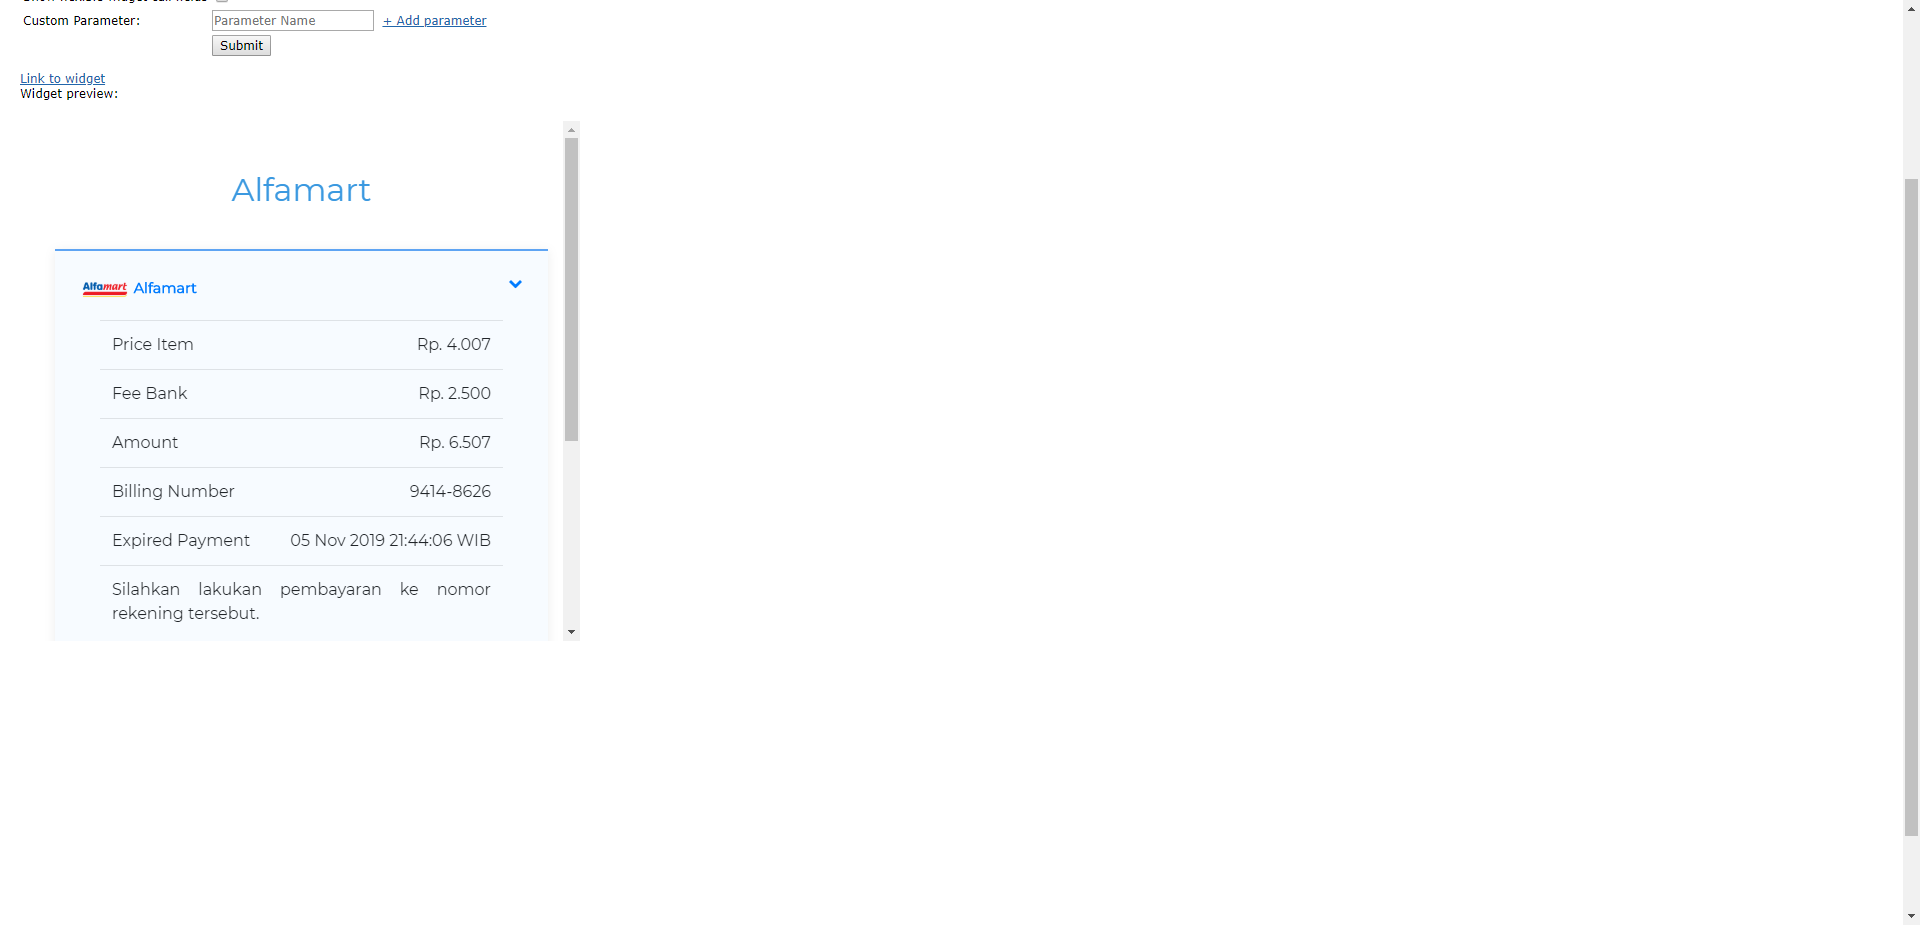 Custom Parameter: Parameter Name + Add parameter
Submit
Link to widget
Widget preview:
Alfamart
Alfamart Alfamart
Price Item Rp. 4.007
Fee Bank Rp. 2.500
Amount Rp. 6.507
Billing Number 9414-8626
Expired Payment 05 Nov 2019 21:44:06 WIB
Silahkan lakukan pembayaran ke nomor
rekening tersebut.